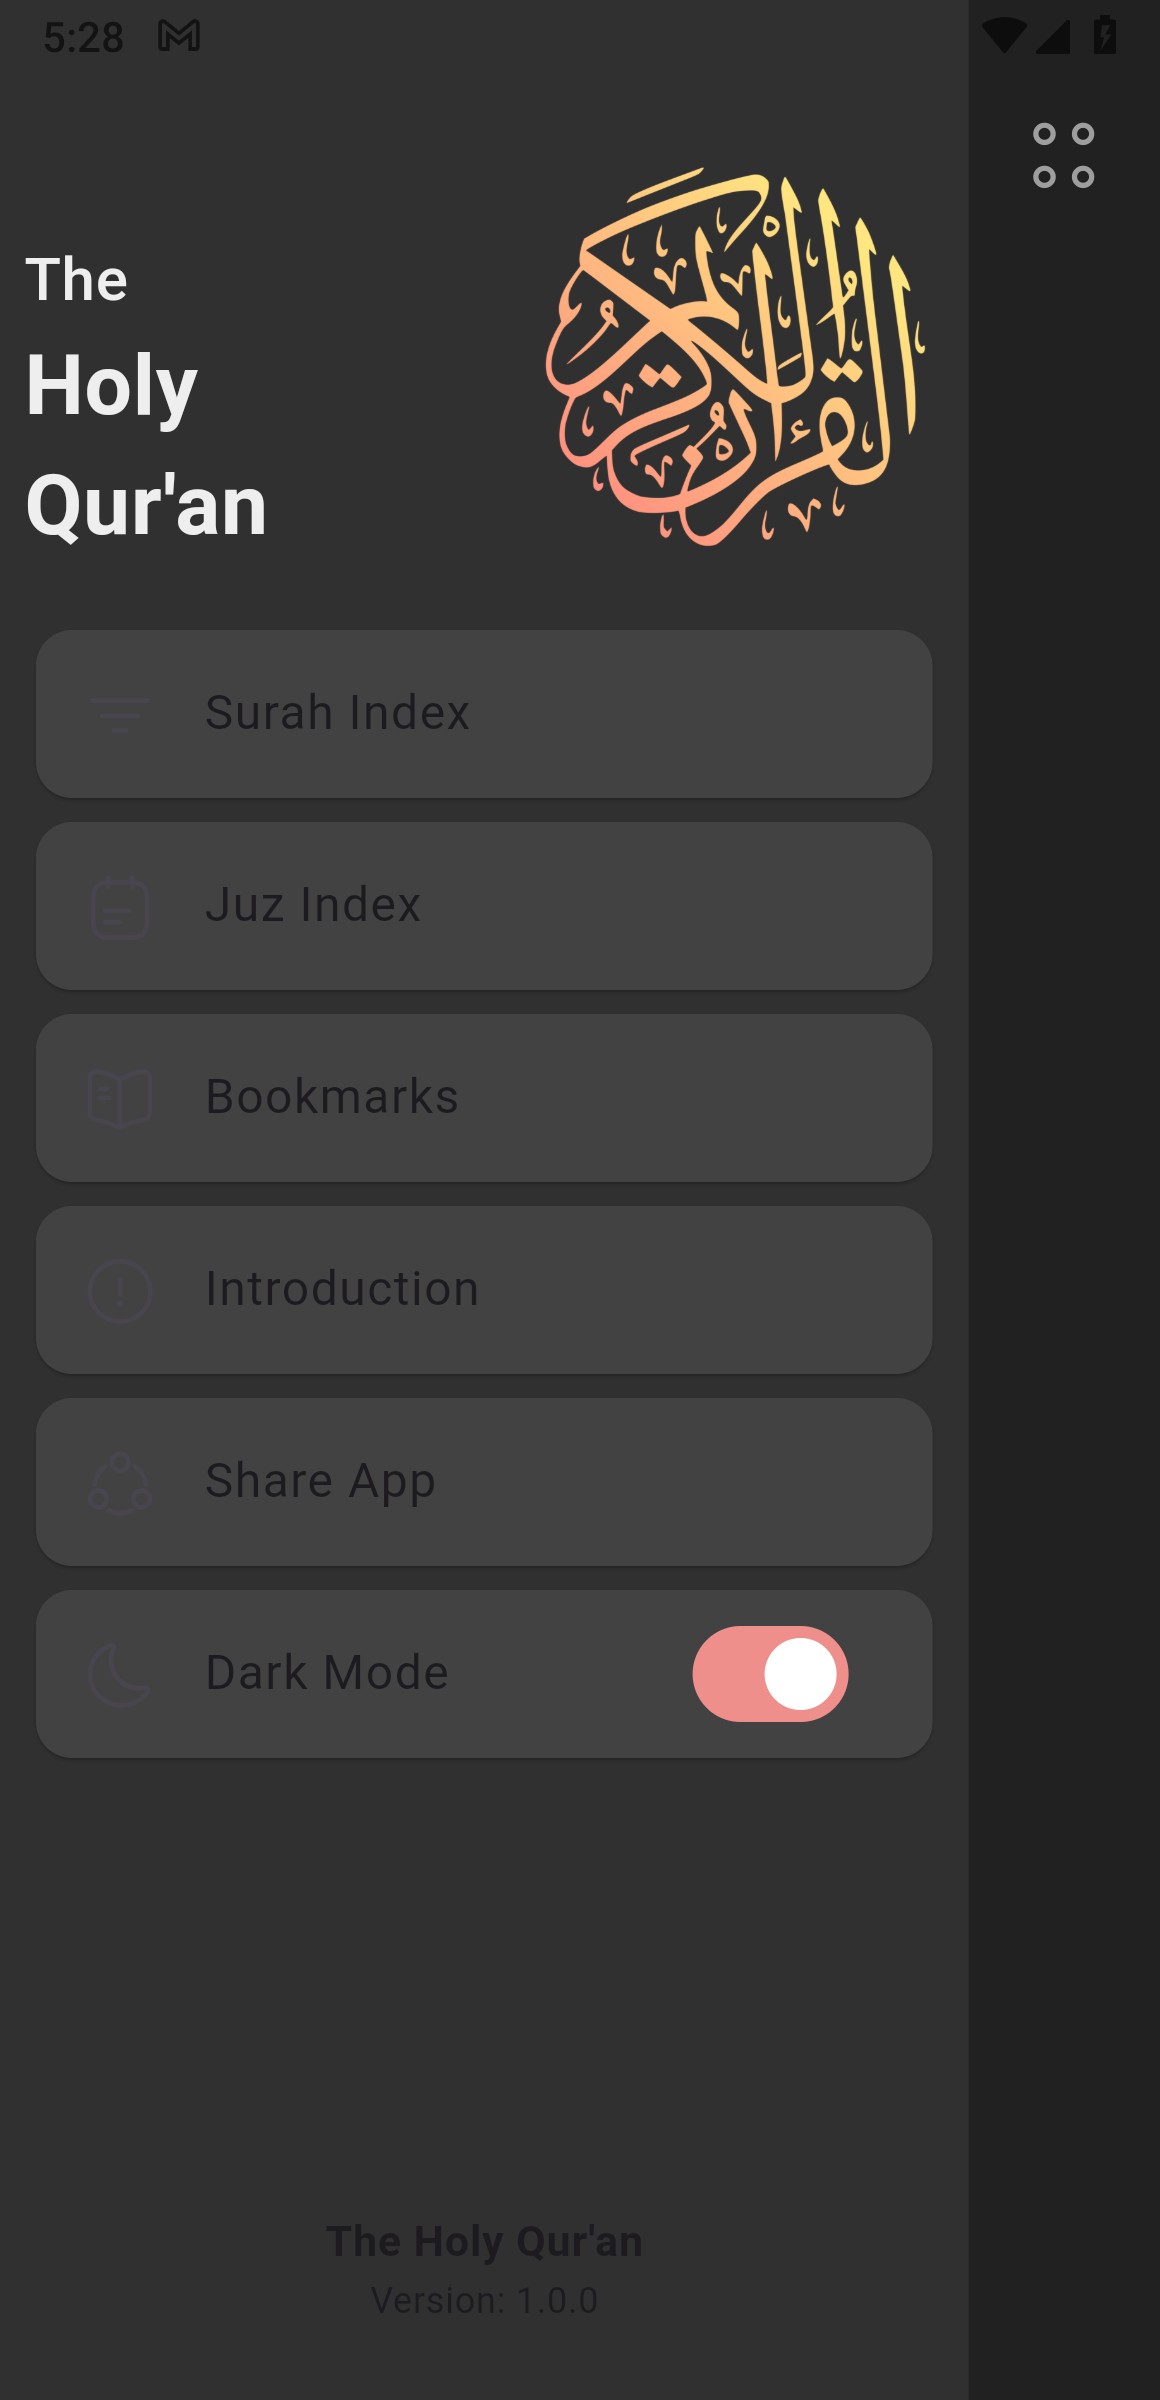 5:28
The
Holy
Qur'an
القرآن الكريم
Surah Index
Juz Index
Bookmarks
Introduction
Share App
Dark Mode
The Holy Qur'an
Version: 1.0.0